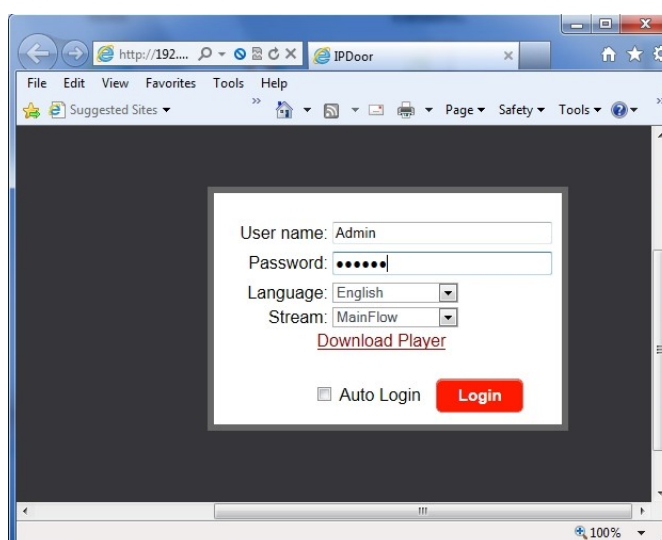 http://192.... IPDoor
File Edit View Favorites Tools Help
Suggested Sites Page Safety Tools
User name: Admin
Password: ••••••
Language: English
Stream: MainFlow
Download Player
Auto Login Login
100%